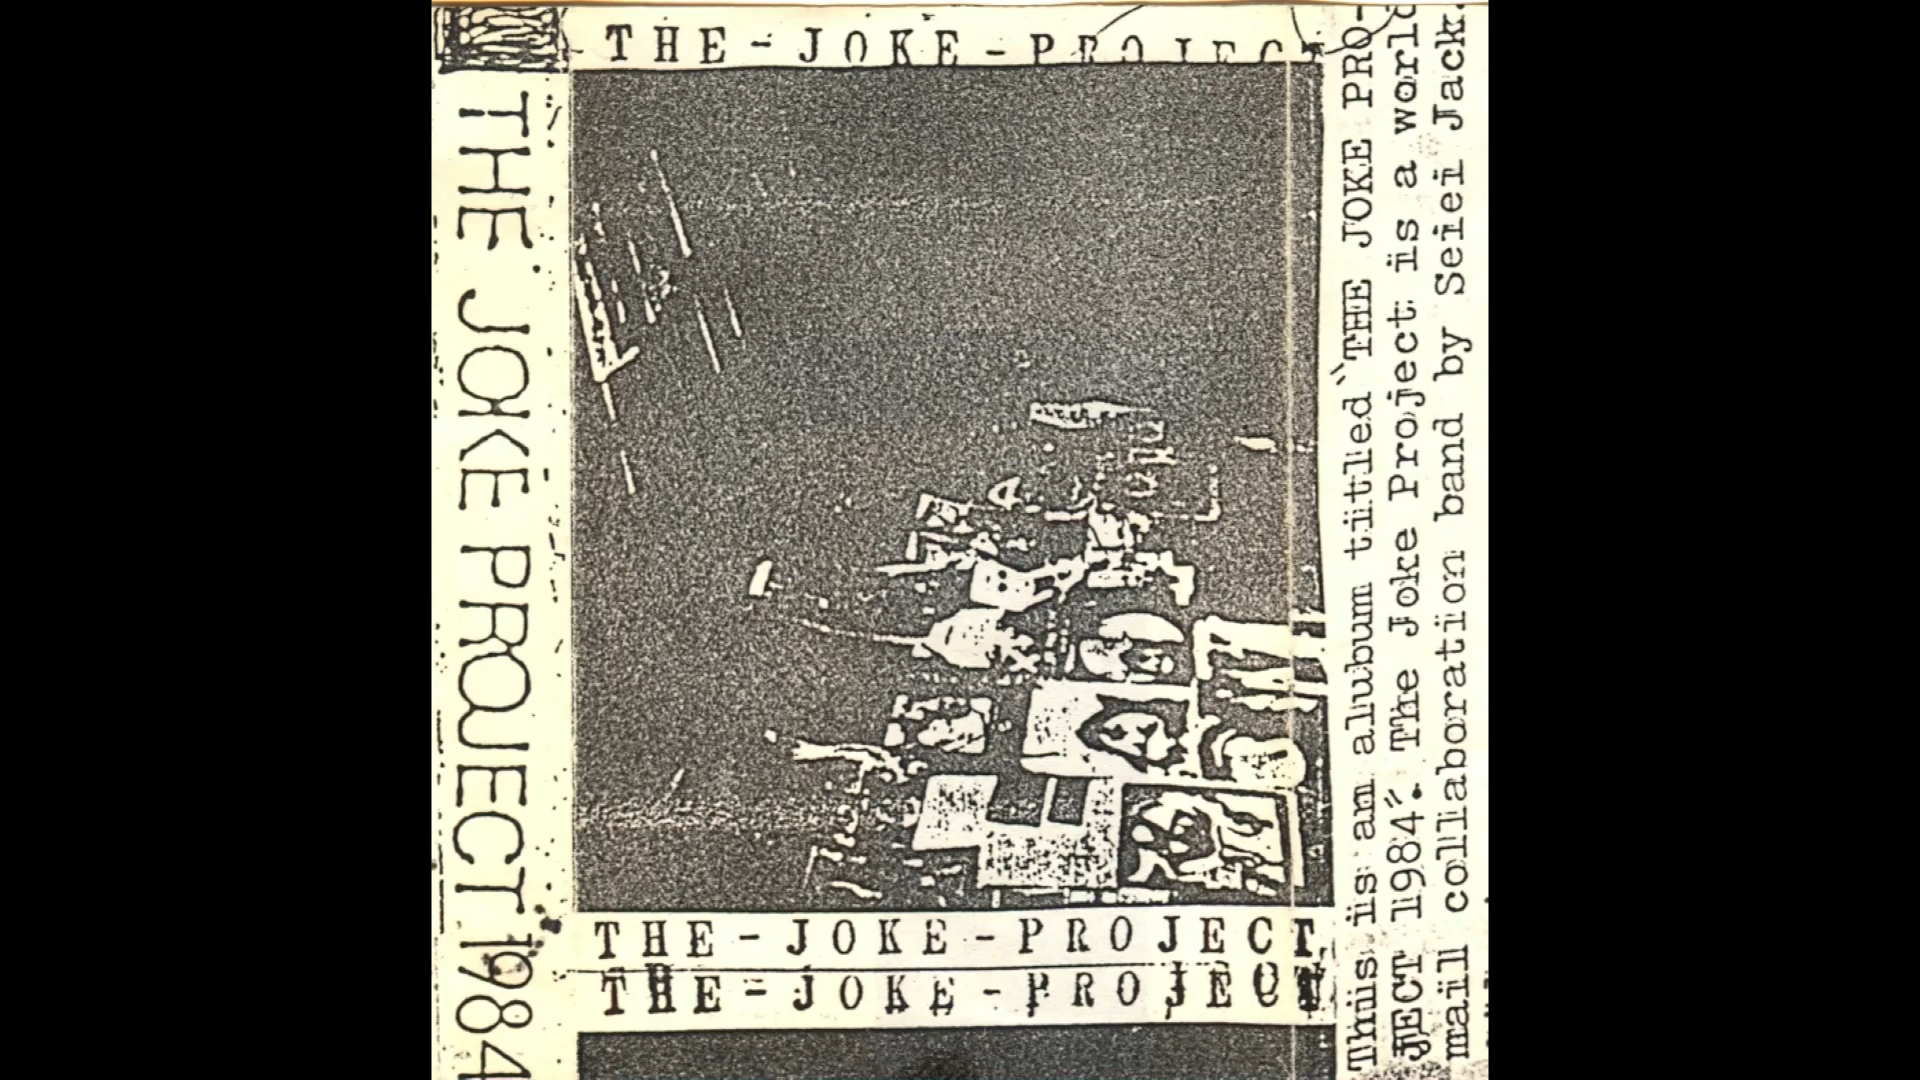 THE-JOKE-PROJECT
THE JOKE PROJECT 1984
THE-JOKE-PROJECT
THE-JOKE-PROJECT
This is an alubum titled "THE JOKE PRO-
JECT 1984". The Joke Project is a world
mail collaboration band by Seiei Jack.